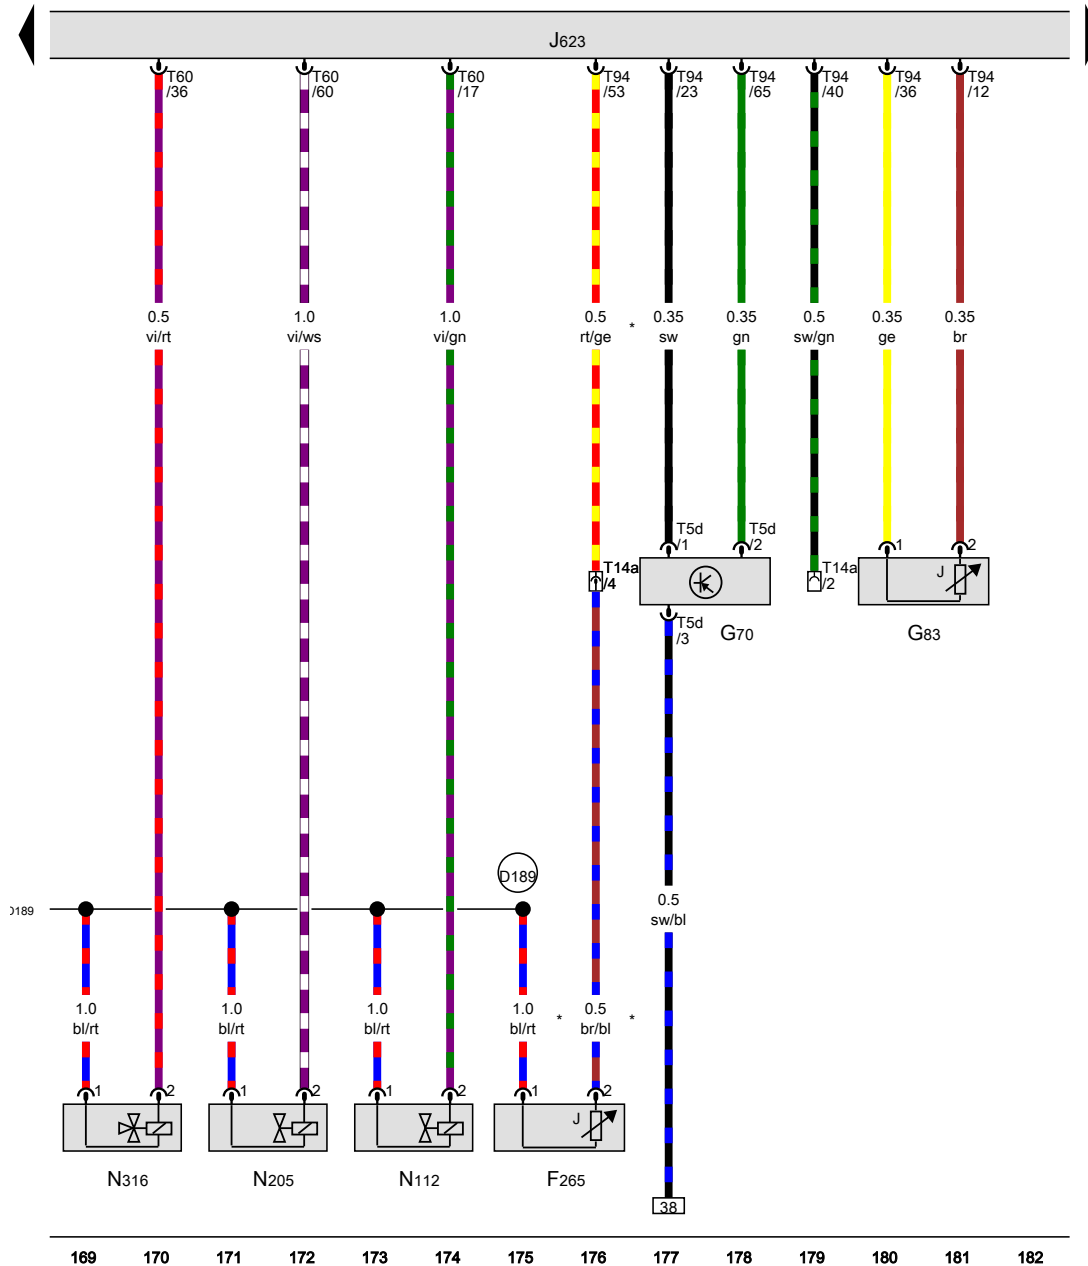 J623
T60 T60 T60 T94 T94 T94 T94 T94 T94
/36 /60 /17 /53 /23 /65 /40 /36 /12
0.5 1.0 1.0 0.5 * 0.35 0.35 0.5 0.35 0.35
vi/rt vi/ws vi/gn rt/ge sw gn sw/gn ge br
T5d T5d
/1 /2 1 2
T14a T14a
/4 /2
J
T5d
/3
G70 G83
D189
0.5
sw/bl
D189
1.0 1.0 1.0 1.0 * 0.5 *
bl/rt bl/rt bl/rt bl/rt br/bl
1 2 1 2 1 2 1 2
J
N316 N205 N112 F265
38
169 170 171 172 173 174 175 176 177 178 179 180 181 182